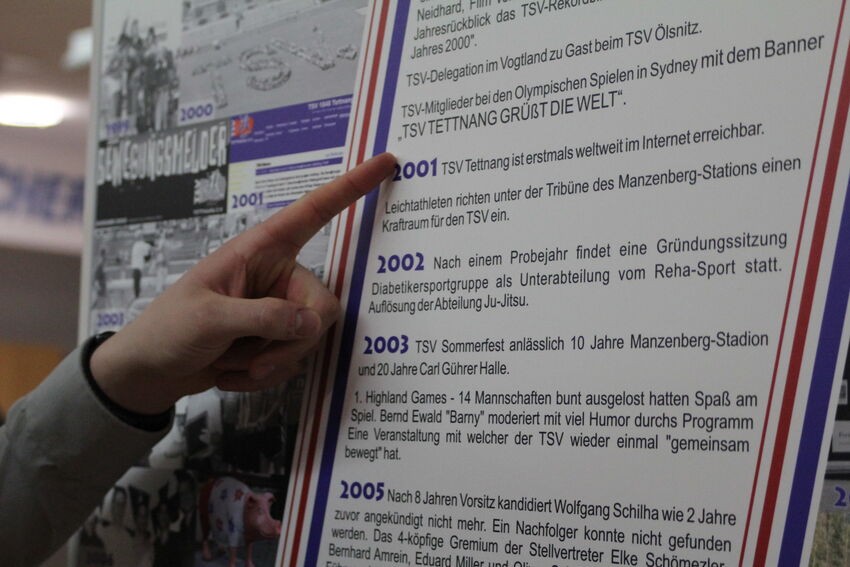 Neidhard, Film
Jahresrückblick das TSV-Rekordbl
Jahres 2000".
TSV-Delegation im Vogtland zu Gast beim TSV Ölsnitz.
TSV-Mitglieder bei den Olympischen Spielen in Sydney mit dem Banner
„TSV TETTNANG GRÜßT DIE WELT“.
2001 TSV Tettnang ist erstmals weltweit im Internet erreichbar.
Leichtathleten richten unter der Tribüne des Manzenberg-Stations einen
Kraftraum für den TSV ein.
2002 Nach einem Probejahr findet eine Gründungssitzung
Diabetikersportgruppe als Unterabteilung vom Reha-Sport statt.
Auflösung der Abteilung Ju-Jitsu.
2003 TSV Sommerfest anlässlich 10 Jahre Manzenberg-Stadion
und 20 Jahre Carl Gührer Halle.
1. Highland Games - 14 Mannschaften bunt ausgelost hatten Spaß am
Spiel. Bernd Ewald "Barny" moderiert mit viel Humor durchs Programm
Eine Veranstaltung mit welcher der TSV wieder einmal "gemeinsam
bewegt" hat.
2005 Nach 8 Jahren Vorsitz kandidiert Wolfgang Schilha wie 2 Jahre
zuvor angekündigt nicht mehr. Ein Nachfolger konnte nicht gefunden
werden. Das 4-köpfige Gremium der Stellvertreter Elke Schömezler
Bernhard Amrein, Eduard Miller und
2000
TSV 1848 Tettnang
BEWEGUNGSMELDER
2001
2003
CHER